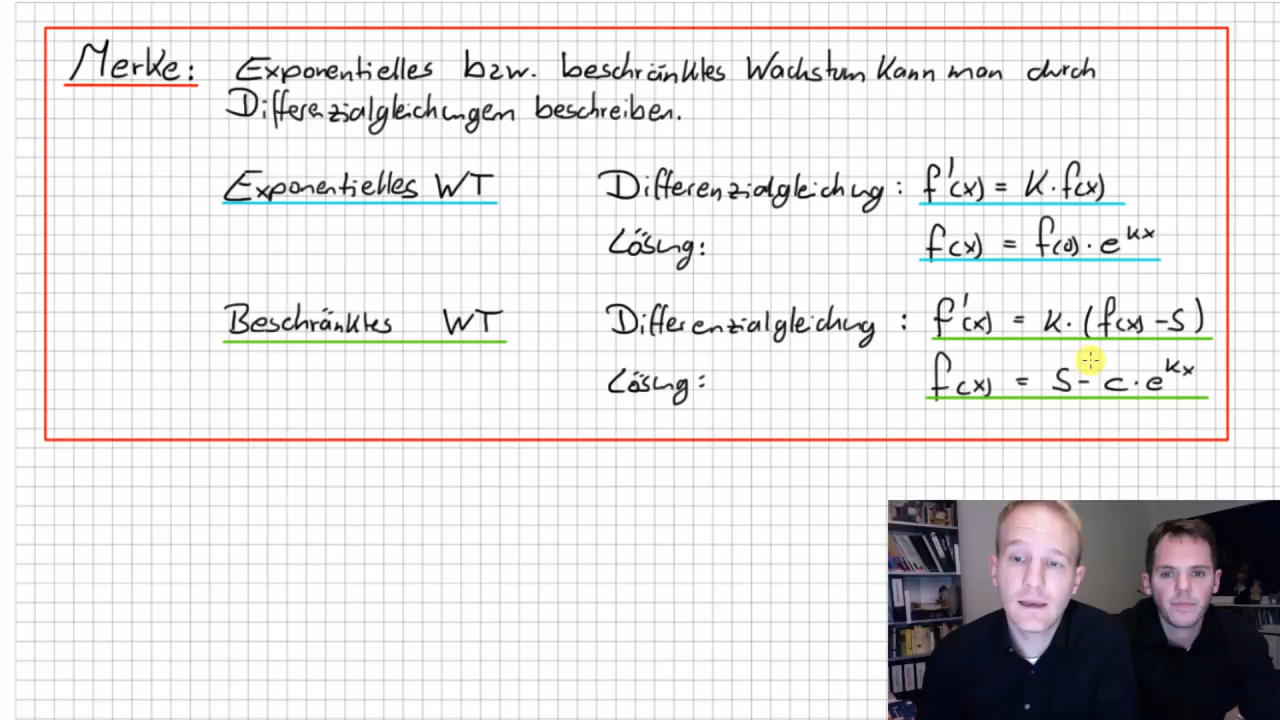 Merke: Exponentielles bzw. beschränktes Wachstum kann man durch
Differenzialgleichungen beschreiben.
Exponentielles WT Differenzialgleichung: f'(x) = K·f(x)
Lösung: f(x) = f(0)·e^{kx}
Beschränktes WT Differenzialgleichung: f'(x) = K·(f(x) - S)
Lösung: f(x) = S - c·e^{kx}